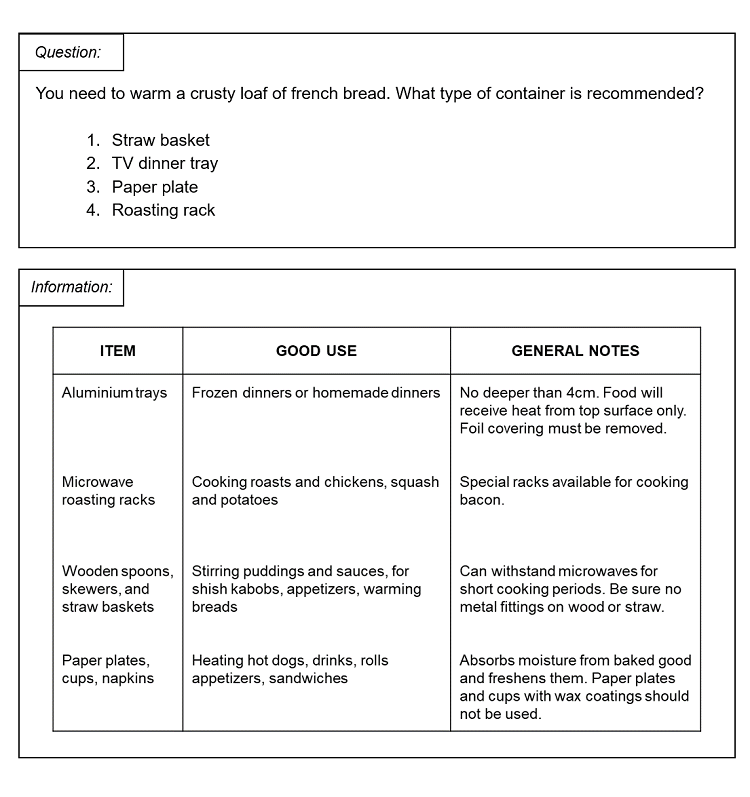 Question:
You need to warm a crusty loaf of french bread. What type of container is recommended?
1. Straw basket
2. TV dinner tray
3. Paper plate
4. Roasting rack
Information:
ITEM GOOD USE GENERAL NOTES
Aluminium trays
Frozen dinners or homemade dinners
No deeper than 4cm. Food will
receive heat from top surface only.
Foil covering must be removed.
Microwave
roasting racks
Cooking roasts and chickens, squash
and potatoes
Special racks available for cooking
bacon.
Wooden spoons,
skewers, and
straw baskets
Stirring puddings and sauces, for
shish kabobs, appetizers, warming
breads
Can withstand microwaves for
short cooking periods. Be sure no
metal fittings on wood or straw.
Paper plates,
cups, napkins
Heating hot dogs, drinks, rolls
appetizers, sandwiches
Absorbs moisture from baked good
and freshens them. Paper plates
and cups with wax coatings should
not be used.